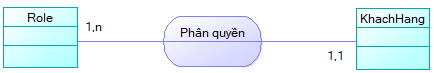 Role
1,n
Phân quyền
1,1
KhachHang